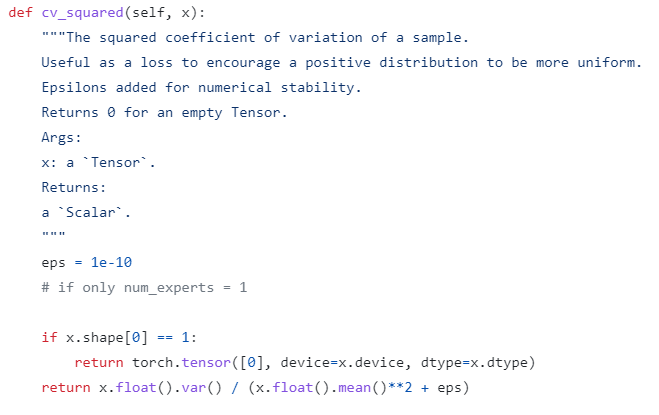 def cv_squared(self, x):
    """The squared coefficient of variation of a sample.
    Useful as a loss to encourage a positive distribution to be more uniform.
    Epsilons added for numerical stability.
    Returns 0 for an empty Tensor.
    Args:
    x: a `Tensor`.
    Returns:
    a `Scalar`.
    """
    eps = 1e-10
    # if only num_experts = 1

    if x.shape[0] == 1:
        return torch.tensor([0], device=x.device, dtype=x.dtype)
    return x.float().var() / (x.float().mean()**2 + eps)